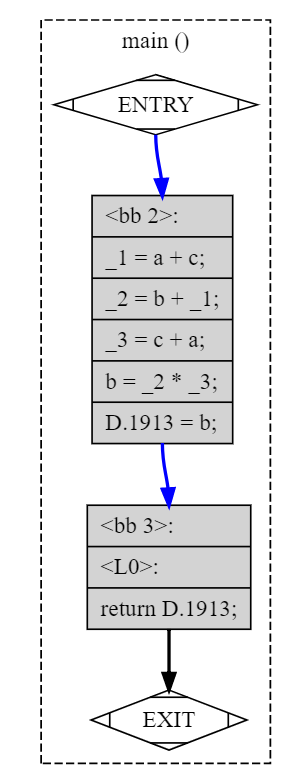 main ()
ENTRY
<bb 2>:
_1 = a + c;
_2 = b + _1;
_3 = c + a;
b = _2 * _3;
D.1913 = b;
<bb 3>:
<L0>:
return D.1913;
EXIT